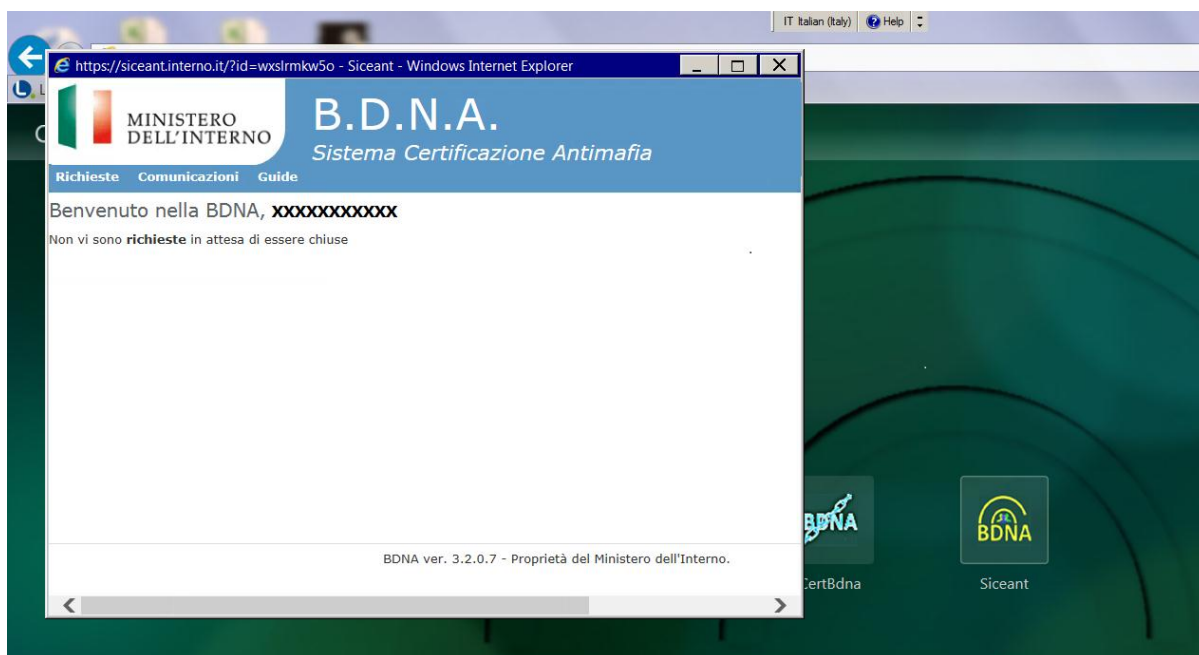 IT Italian (Italy) Help
https://siceant.interno.it/?id=wxslrmkw5o - Siceant - Windows Internet Explorer
MINISTERO
DELL'INTERNO
B.D.N.A.
Sistema Certificazione Antimafia
Richieste Comunicazioni Guide
Benvenuto nella BDNA, xxxxxxxxxxx
Non vi sono richieste in attesa di essere chiuse
BDNA ver. 3.2.0.7 - Proprietà del Ministero dell'Interno.
BDNA
BDNA
CertBdna
Siceant